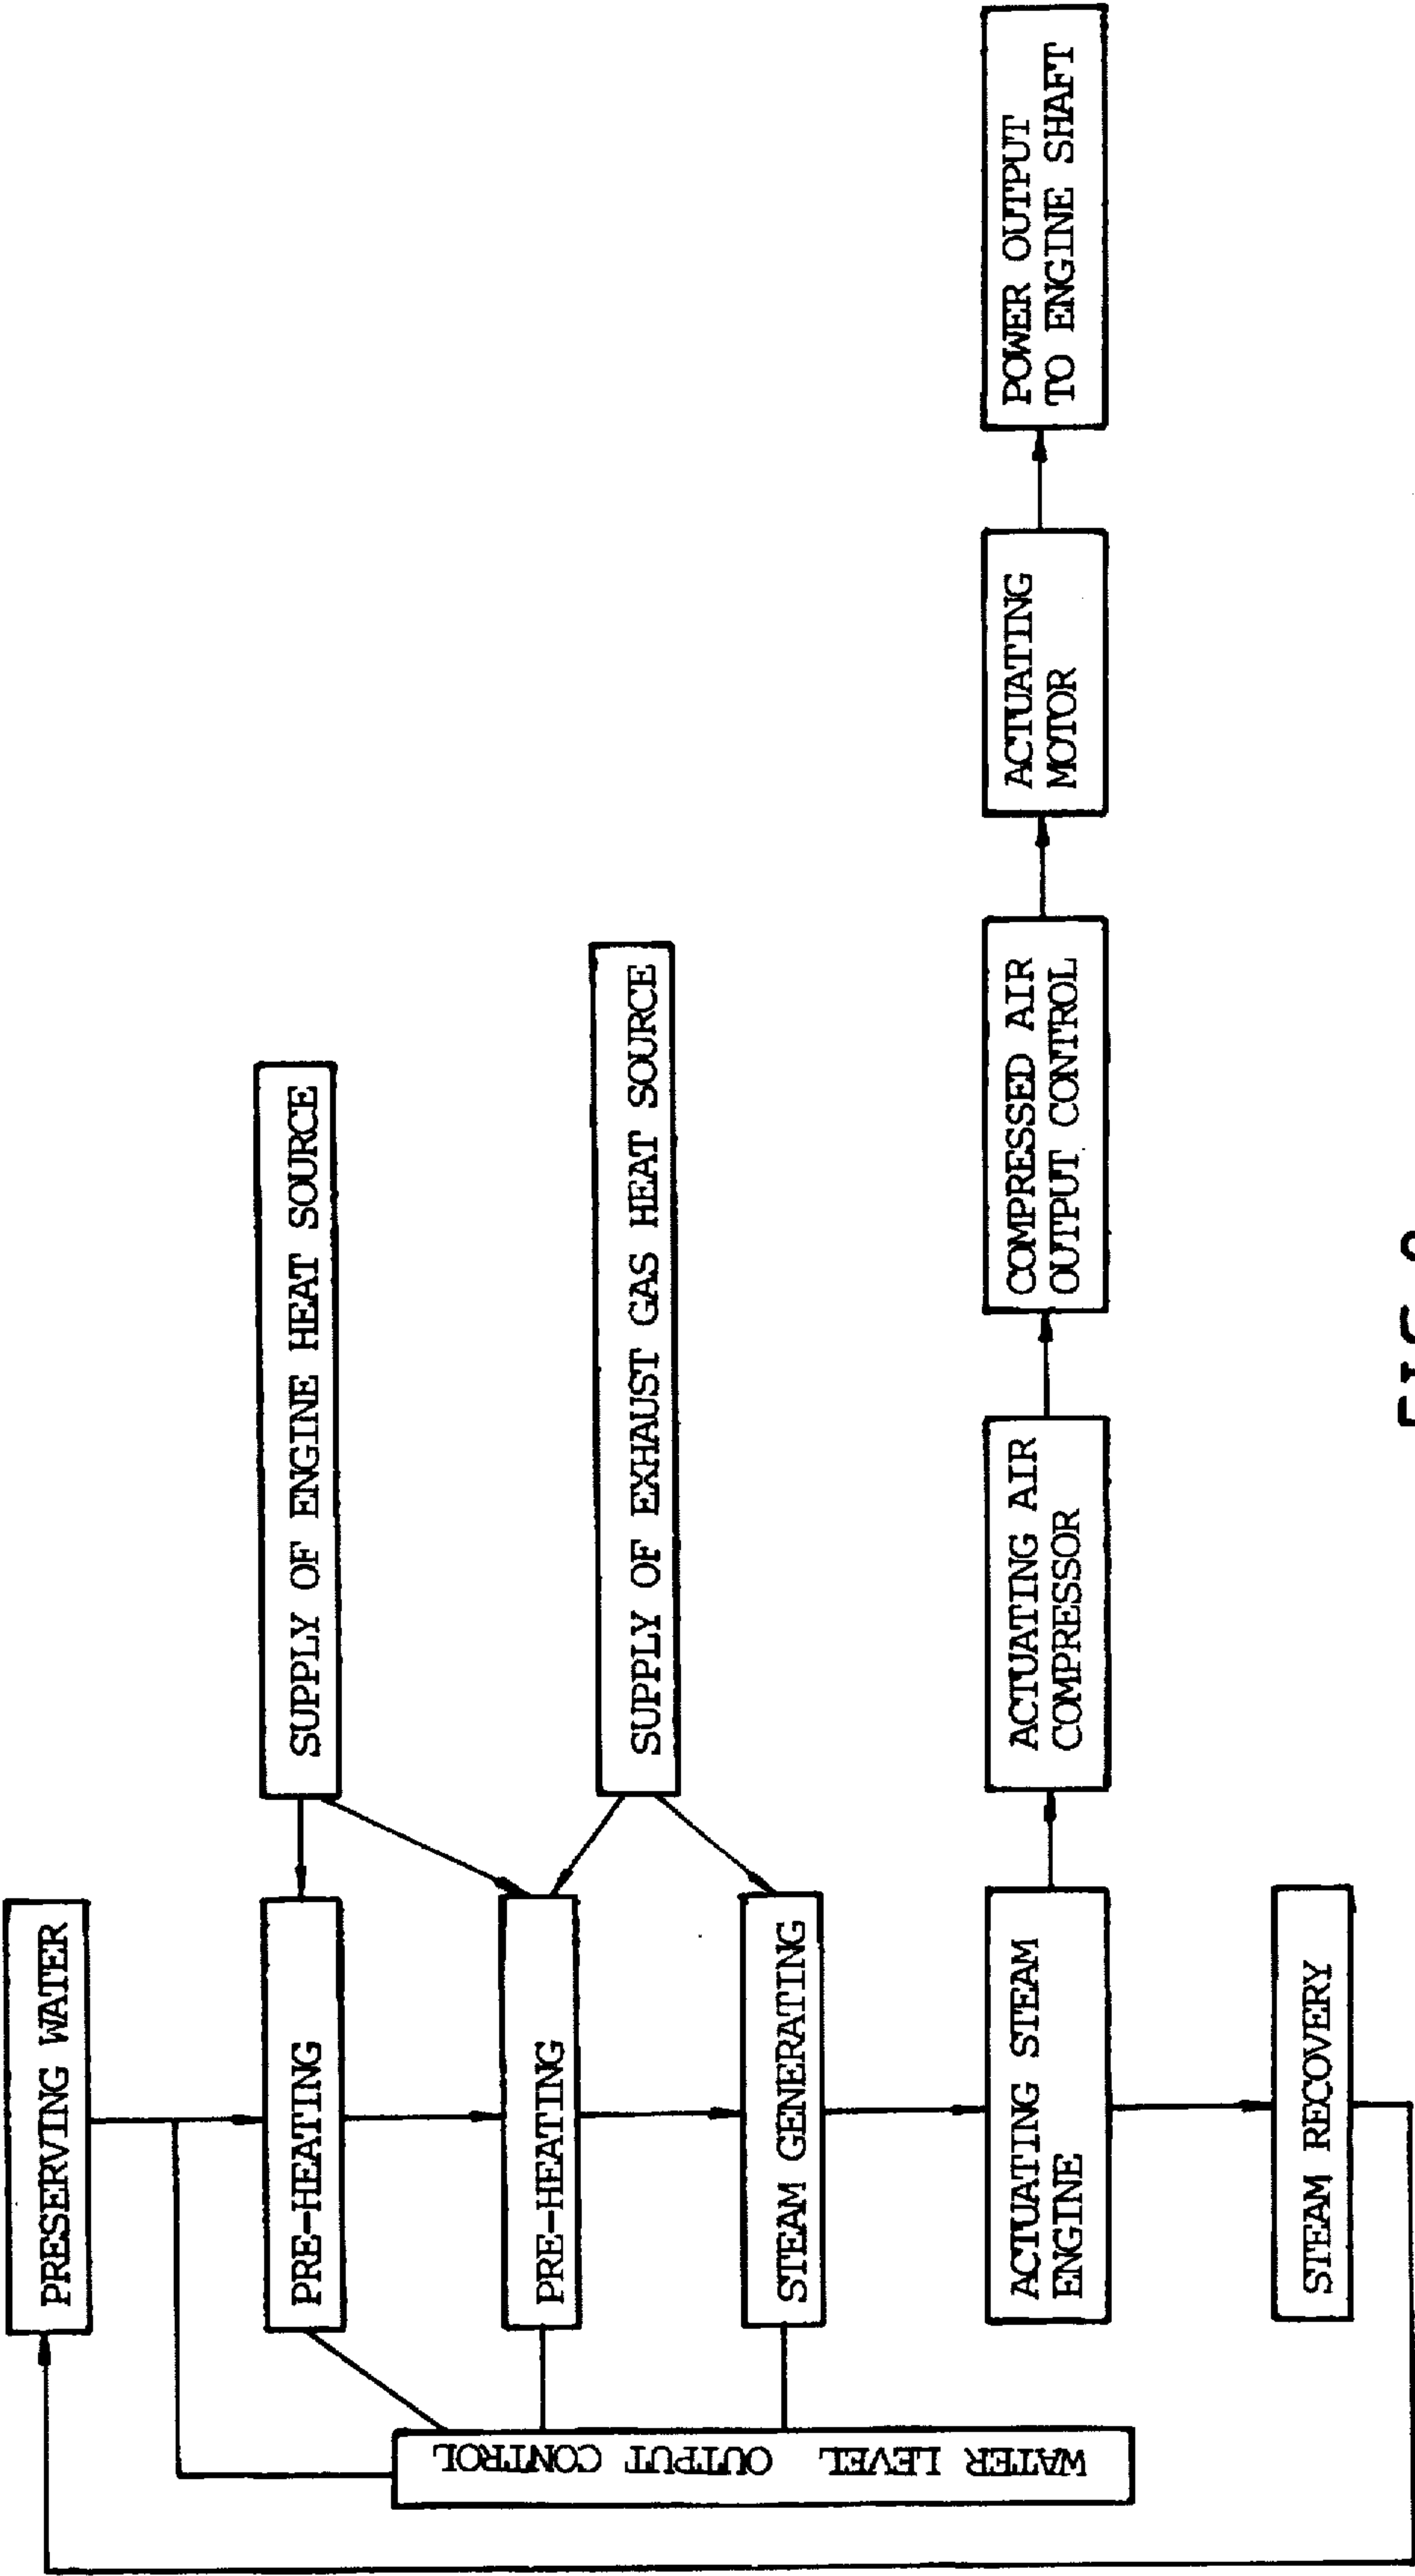 PRESERVING WATER
PRE-HEATING
SUPPLY OF ENGINE HEAT SOURCE
PRE-HEATING
SUPPLY OF EXHAUST GAS HEAT SOURCE
STEAM GENERATING
WATER LEVEL OUTPUT CONTROL
ACTUATING STEAM
ENGINE
ACTUATING AIR
COMPRESSOR
COMPRESSED AIR
OUTPUT CONTROL
ACTUATING
MOTOR
POWER OUTPUT
TO ENGINE SHAFT
STEAM RECOVERY